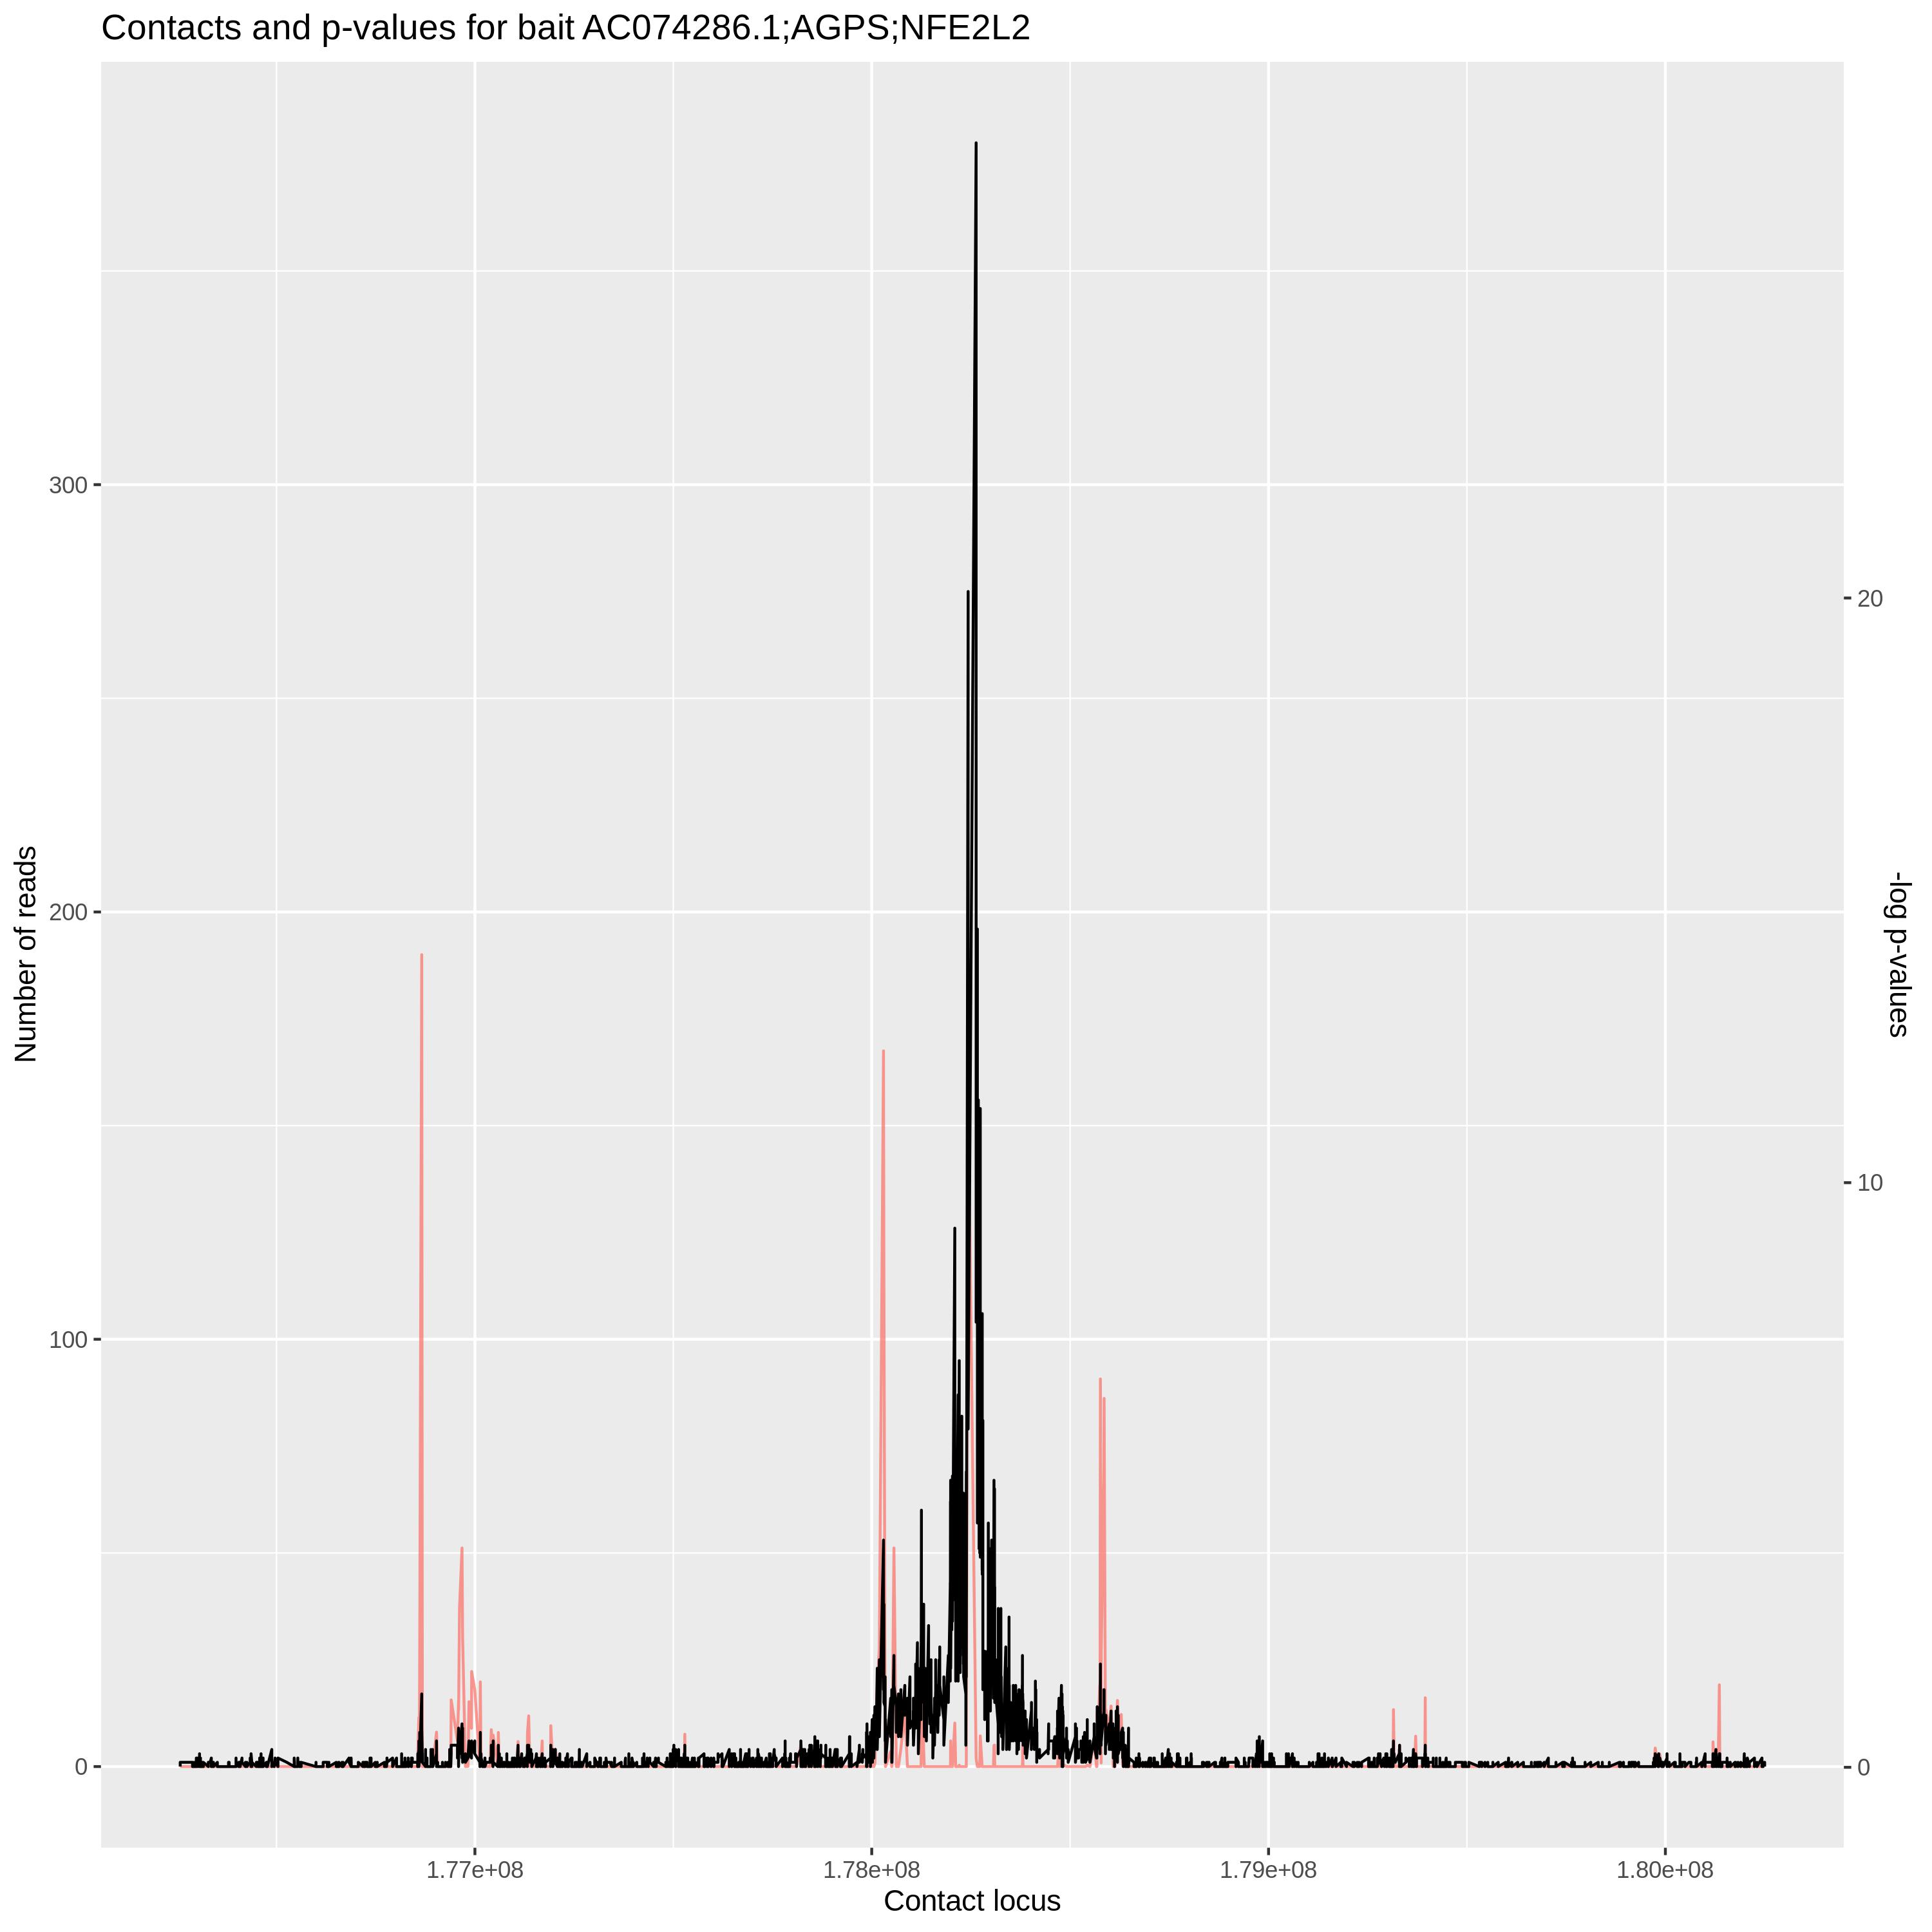 Contacts and p-values for bait AC074286.1;AGPS;NFE2L2
300
200
100
0
Number of reads
20
10
0
-log p-values
1.77e+08
1.78e+08
1.79e+08
1.80e+08
Contact locus